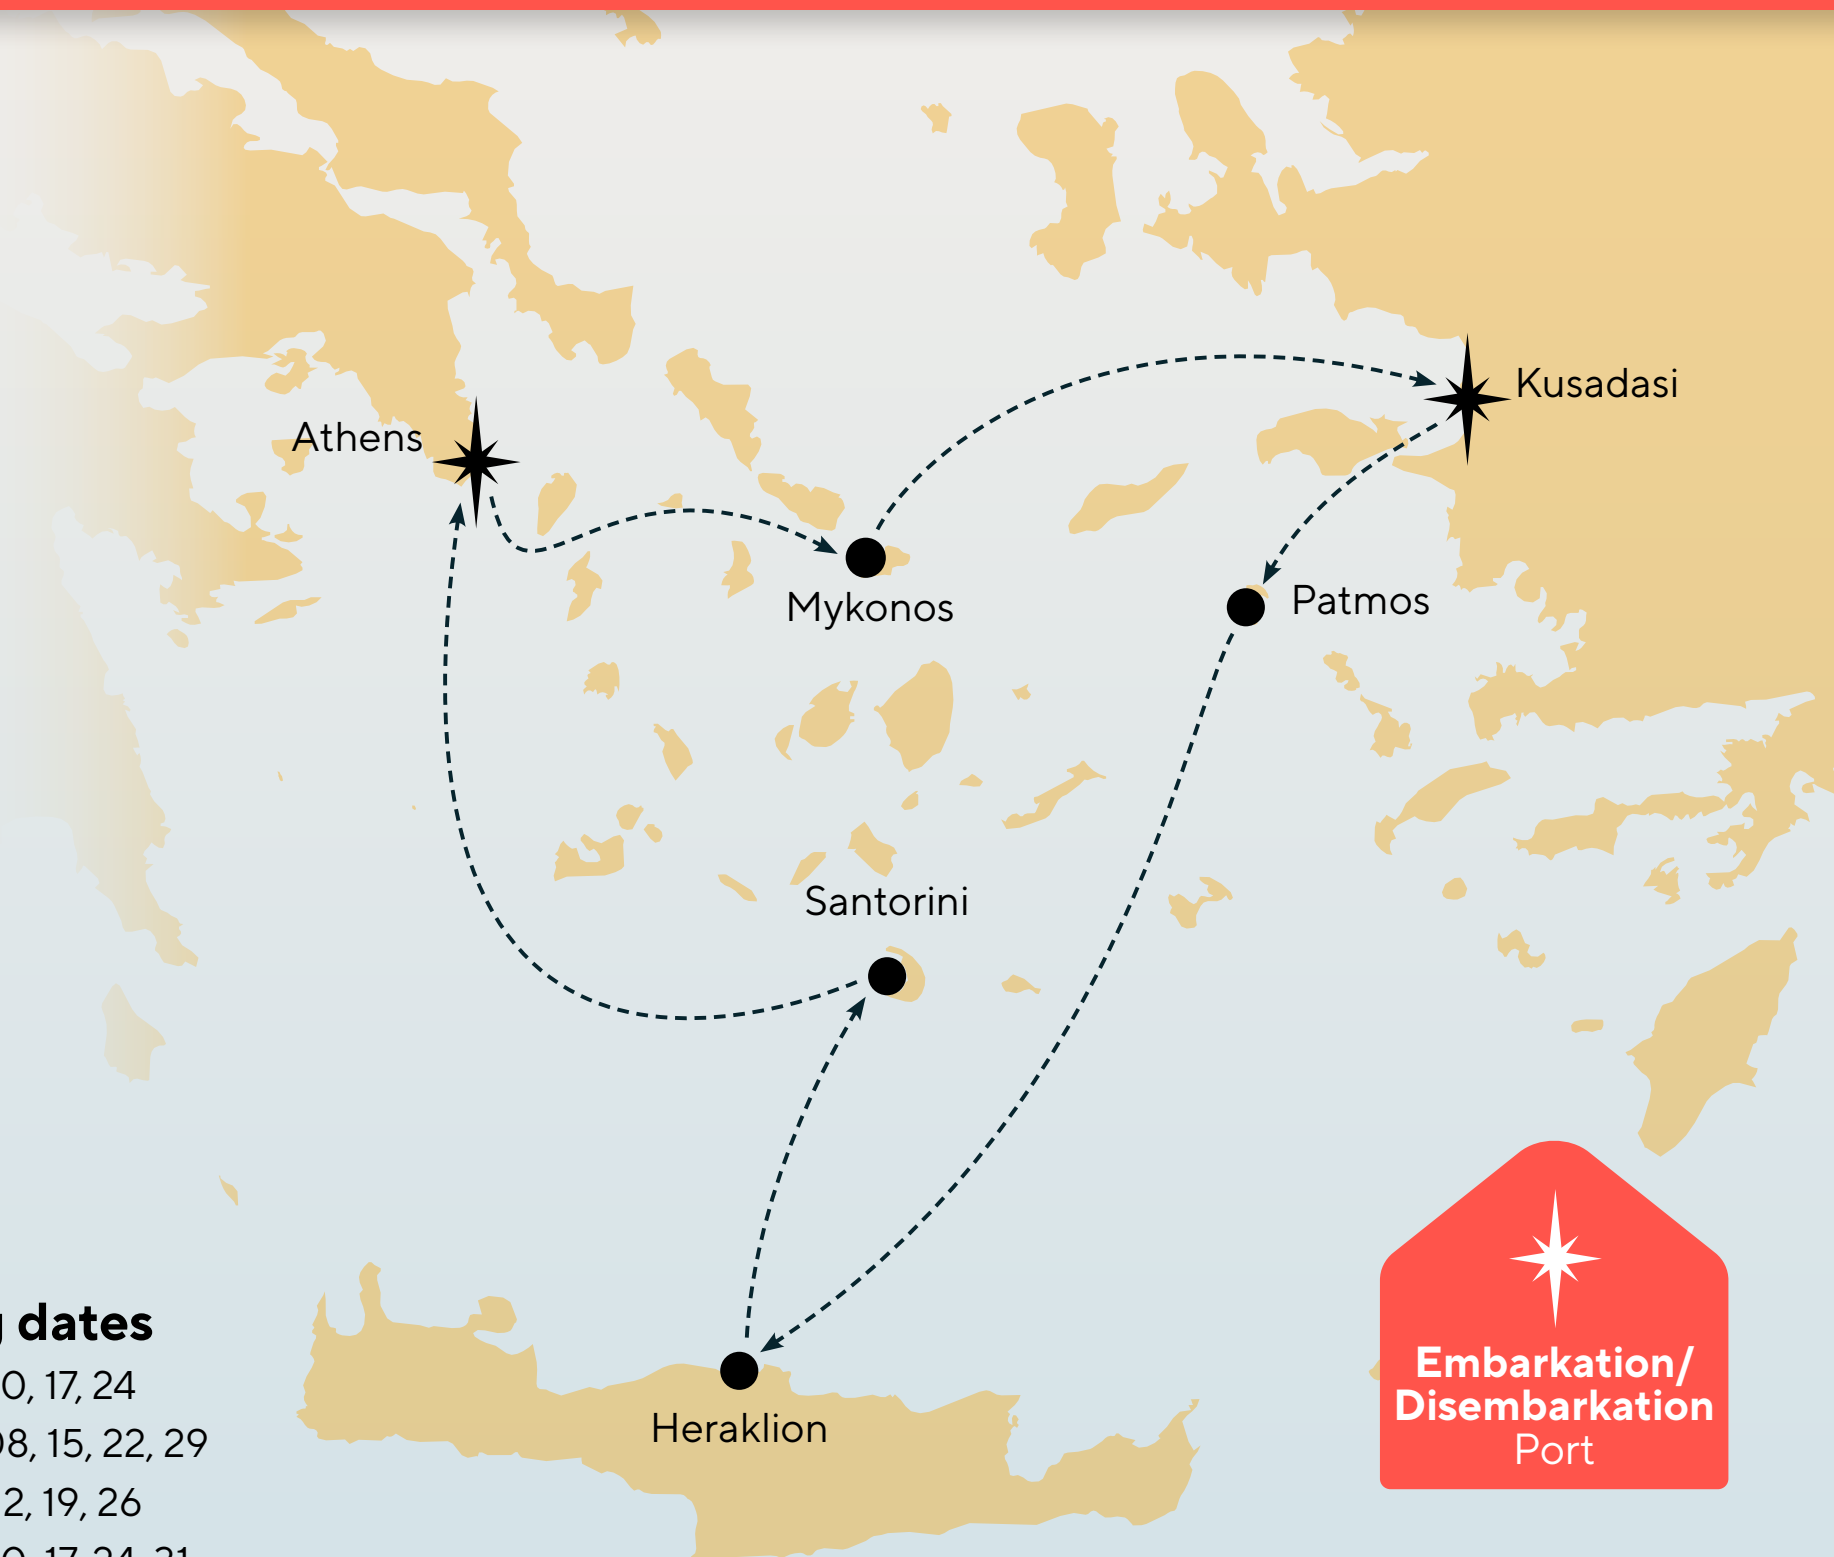 Kusadasi
Athens
Mykonos
Patmos
Santorini
Heraklion
dates
0, 17, 24
08, 15, 22, 29
2, 19, 26
Embarkation/
Disembarkation
Port